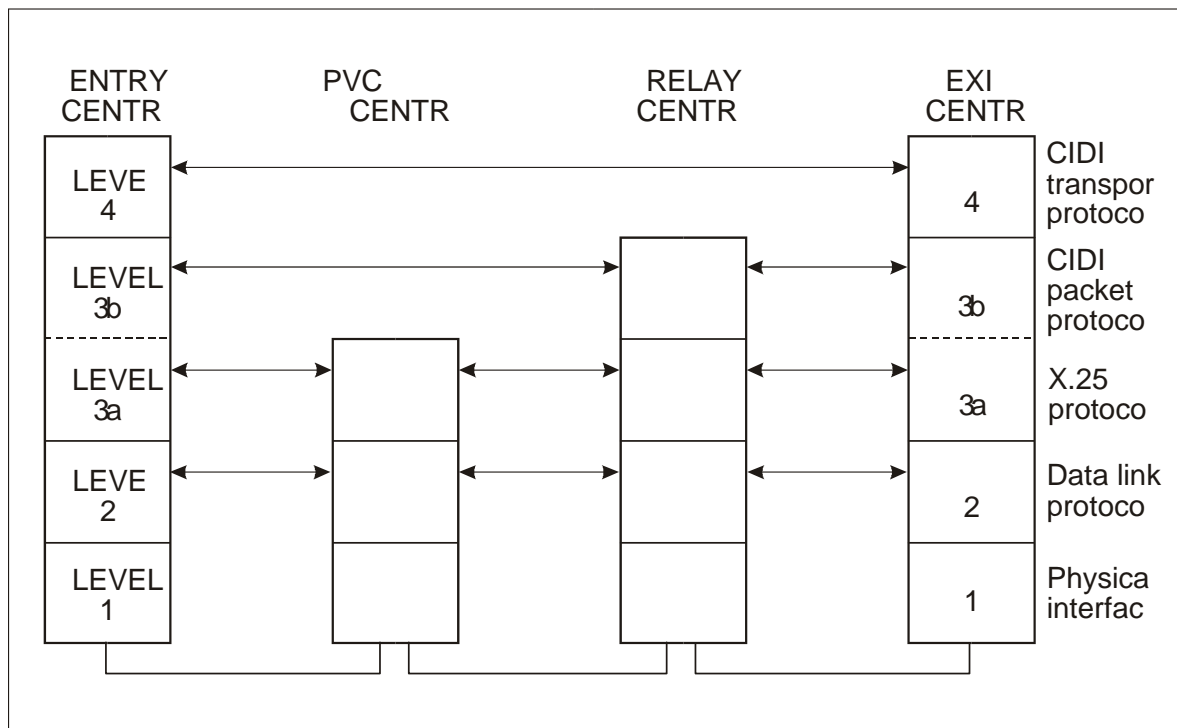 ENTRY
CENTR
PVC
CENTR
RELAY
CENTR
EXI
CENTR
LEVE
4
4
CIDI
transpor
protoco
LEVEL
3b
3b
CIDI
packet
protoco
LEVEL
3a
3a
X.25
protoco
LEVE
2
2
Data link
protoco
LEVEL
1
1
Physica
interfac